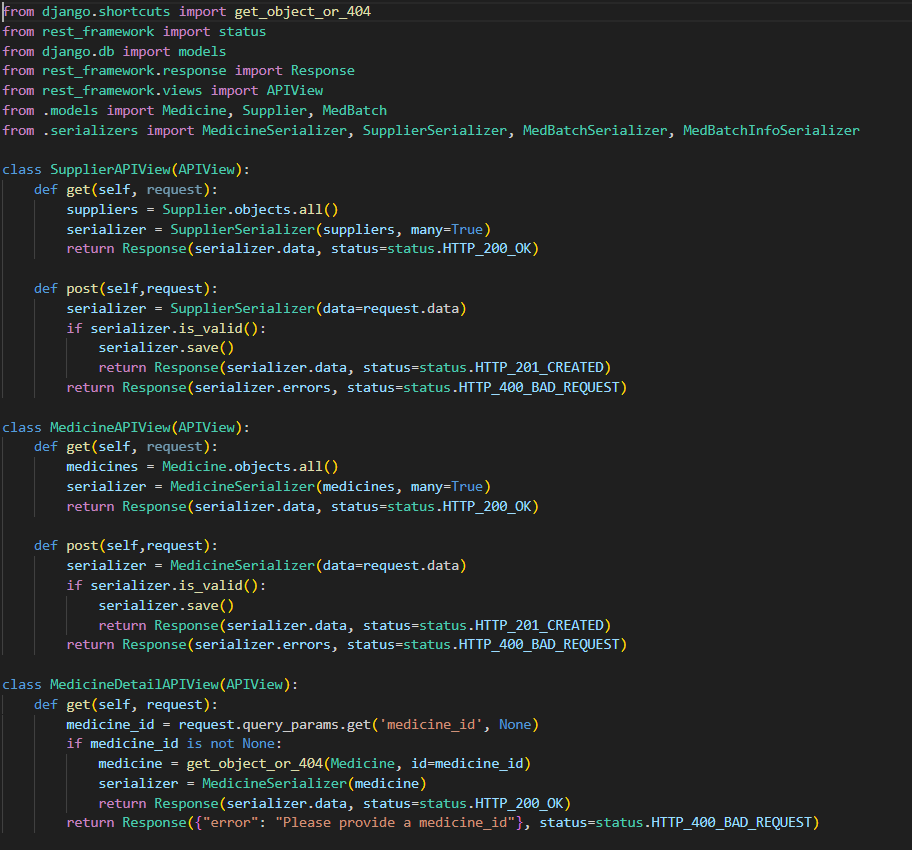 from django.shortcuts import get_object_or_404
from rest_framework import status
from django.db import models
from rest_framework.response import Response
from rest_framework.views import APIView
from .models import Medicine, Supplier, MedBatch
from .serializers import MedicineSerializer, SupplierSerializer, MedBatchSerializer, MedBatchInfoSerializer

class SupplierAPIView(APIView):
    def get(self, request):
        suppliers = Supplier.objects.all()
        serializer = SupplierSerializer(suppliers, many=True)
        return Response(serializer.data, status=status.HTTP_200_OK)

    def post(self,request):
        serializer = SupplierSerializer(data=request.data)
        if serializer.is_valid():
            serializer.save()
            return Response(serializer.data, status=status.HTTP_201_CREATED)
        return Response(serializer.errors, status=status.HTTP_400_BAD_REQUEST)

class MedicineAPIView(APIView):
    def get(self, request):
        medicines = Medicine.objects.all()
        serializer = MedicineSerializer(medicines, many=True)
        return Response(serializer.data, status=status.HTTP_200_OK)

    def post(self,request):
        serializer = MedicineSerializer(data=request.data)
        if serializer.is_valid():
            serializer.save()
            return Response(serializer.data, status=status.HTTP_201_CREATED)
        return Response(serializer.errors, status=status.HTTP_400_BAD_REQUEST)

class MedicineDetailAPIView(APIView):
    def get(self, request):
        medicine_id = request.query_params.get('medicine_id', None)
        if medicine_id is not None:
            medicine = get_object_or_404(Medicine, id=medicine_id)
            serializer = MedicineSerializer(medicine)
            return Response(serializer.data, status=status.HTTP_200_OK)
        return Response({"error": "Please provide a medicine_id"}, status=status.HTTP_400_BAD_REQUEST)